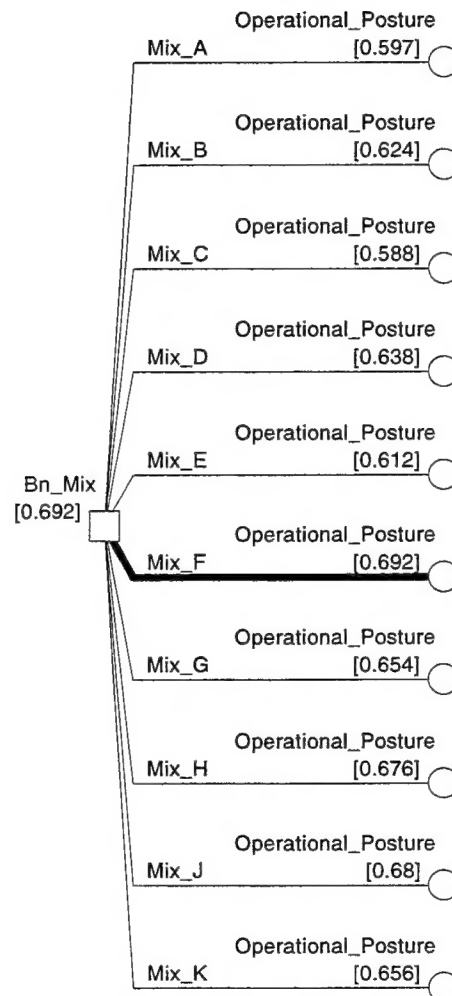 Operational_Posture
Mix_A [0.597]
Operational_Posture
Mix_B [0.624]
Operational_Posture
Mix_C [0.588]
Operational_Posture
Mix_D [0.638]
Operational_Posture
Mix_E [0.612]
Bn_Mix
[0.692]
Operational_Posture
Mix_F [0.692]
Operational_Posture
Mix_G [0.654]
Operational_Posture
Mix_H [0.676]
Operational_Posture
Mix_J [0.68]
Operational_Posture
Mix_K [0.656]